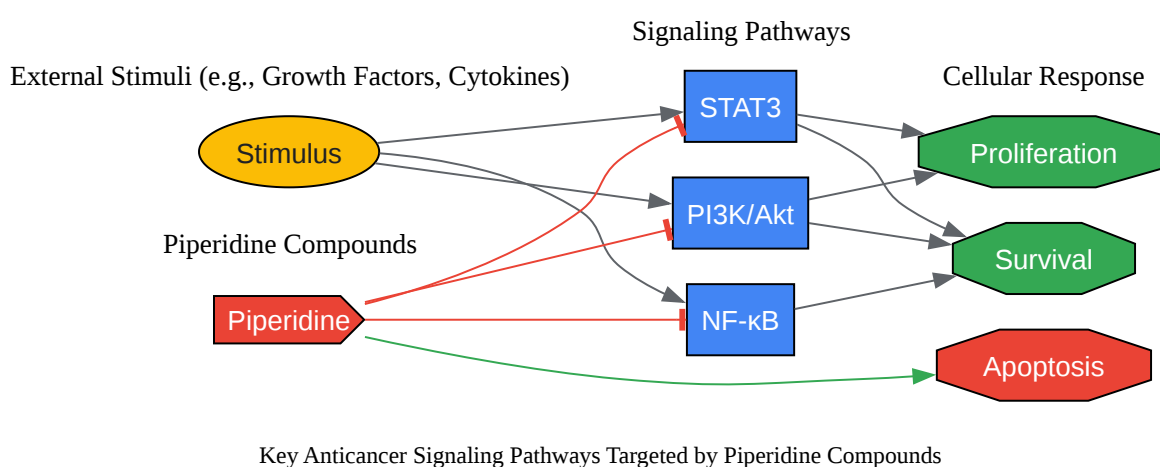 Signaling Pathways
External Stimuli (e.g., Growth Factors, Cytokines)
Cellular Response
STAT3
Stimulus
Proliferation
PI3K/Akt
Piperidine Compounds
Survival
Piperidine
NF-κB
Apoptosis
Key Anticancer Signaling Pathways Targeted by Piperidine Compounds